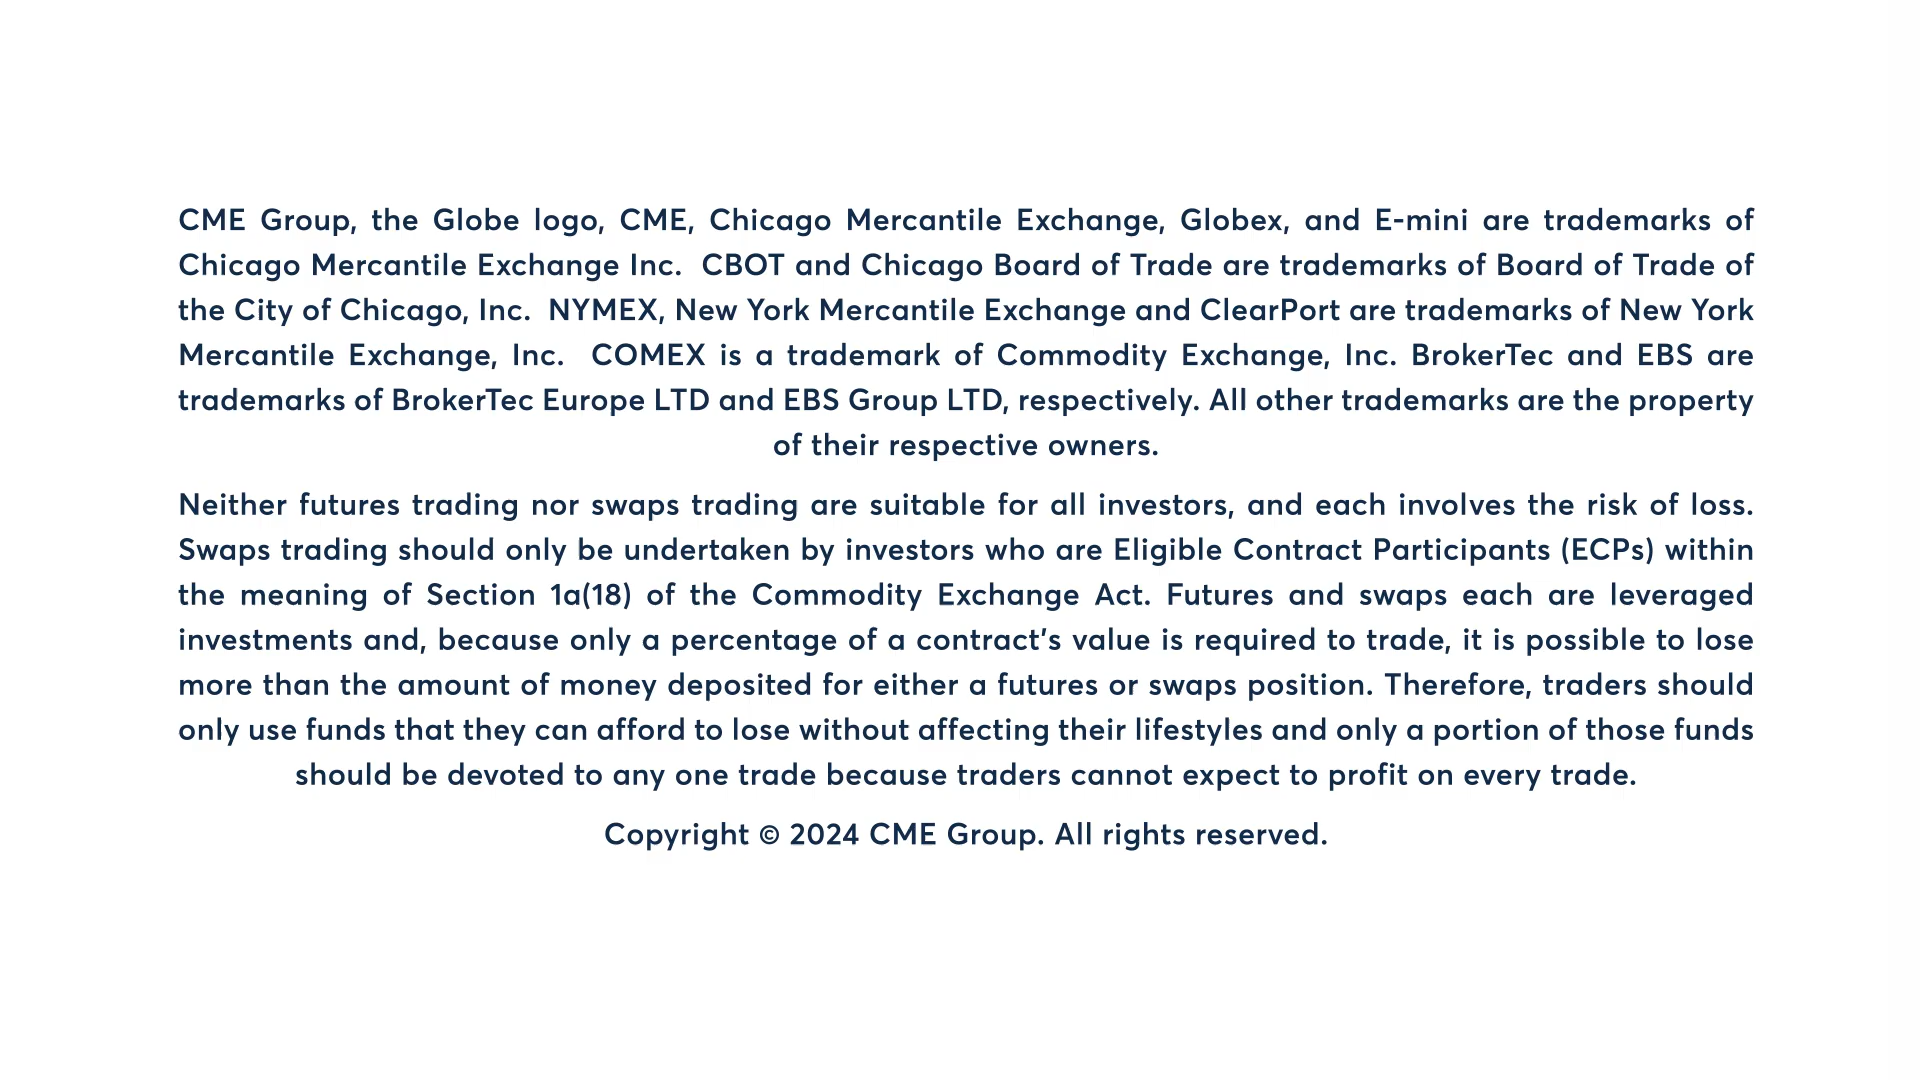 CME Group, the Globe logo, CME, Chicago Mercantile Exchange, Globex, and E-mini are trademarks of
Chicago Mercantile Exchange Inc.  CBOT and Chicago Board of Trade are trademarks of Board of Trade of
the City of Chicago, Inc.  NYMEX, New York Mercantile Exchange and ClearPort are trademarks of New York
Mercantile Exchange, Inc.  COMEX is a trademark of Commodity Exchange, Inc. BrokerTec and EBS are
trademarks of BrokerTec Europe LTD and EBS Group LTD, respectively. All other trademarks are the property
of their respective owners.
Neither futures trading nor swaps trading are suitable for all investors, and each involves the risk of loss.
Swaps trading should only be undertaken by investors who are Eligible Contract Participants (ECPs) within
the meaning of Section 1a(18) of the Commodity Exchange Act. Futures and swaps each are leveraged
investments and, because only a percentage of a contract's value is required to trade, it is possible to lose
more than the amount of money deposited for either a futures or swaps position. Therefore, traders should
only use funds that they can afford to lose without affecting their lifestyles and only a portion of those funds
should be devoted to any one trade because traders cannot expect to profit on every trade.
Copyright © 2024 CME Group. All rights reserved.